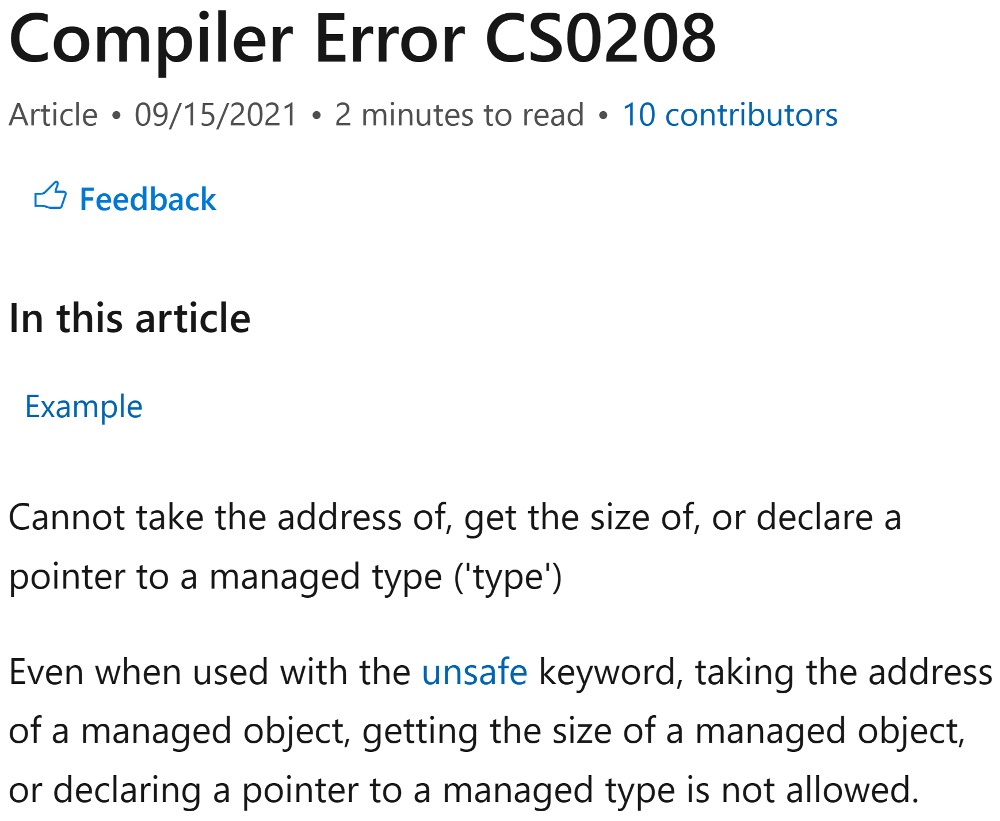 Compiler Error CS0208
Article • 09/15/2021 • 2 minutes to read • 10 contributors
Feedback
In this article
Example
Cannot take the address of, get the size of, or declare a
pointer to a managed type ('type')
Even when used with the unsafe keyword, taking the address
of a managed object, getting the size of a managed object,
or declaring a pointer to a managed type is not allowed.